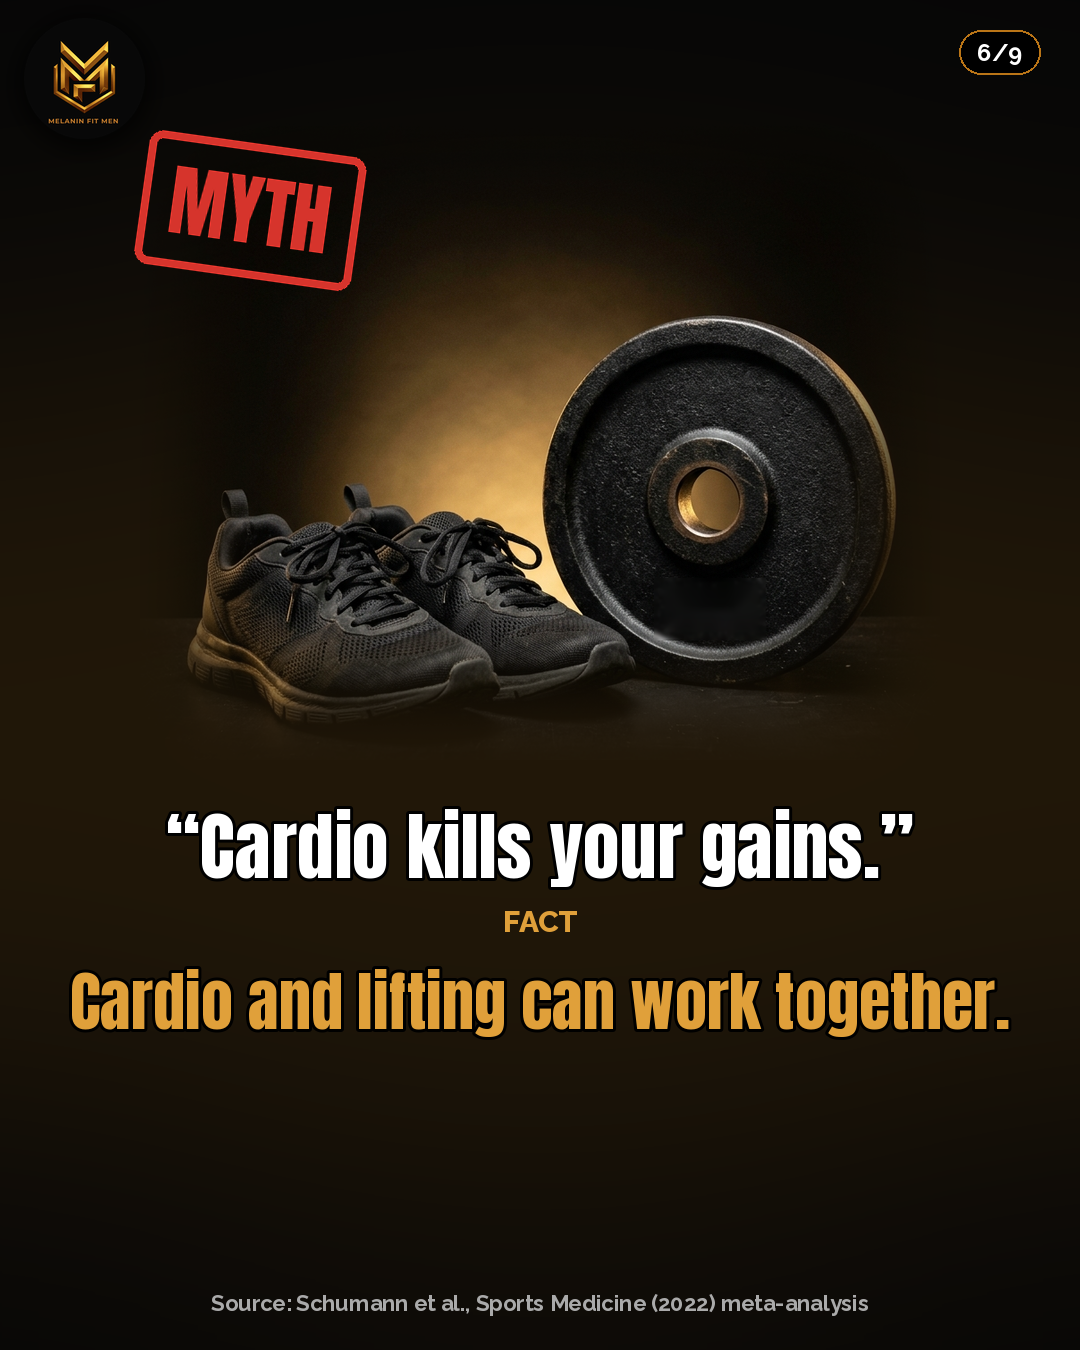 MELANIN FIT MEN
6/9
MYTH
“Cardio kills your gains.”
FACT
Cardio and lifting can work together.
Source: Schumann et al., Sports Medicine (2022) meta-analysis